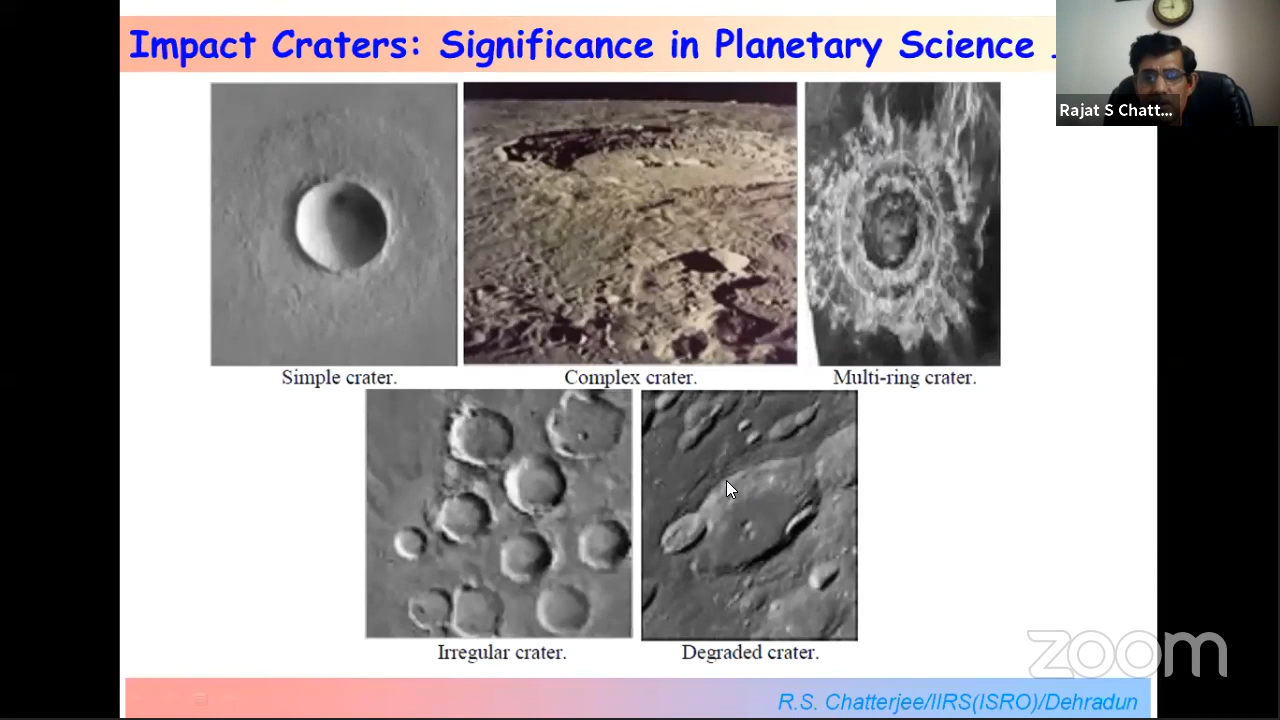 Impact Craters: Significance in Planetary Science .
Rajat S Chatt...
Simple crater.
Complex crater.
Multi-ring crater.
Irregular crater.
Degraded crater.
zoom
R.S. Chatterjee/IIRS(ISRO)/Dehradun